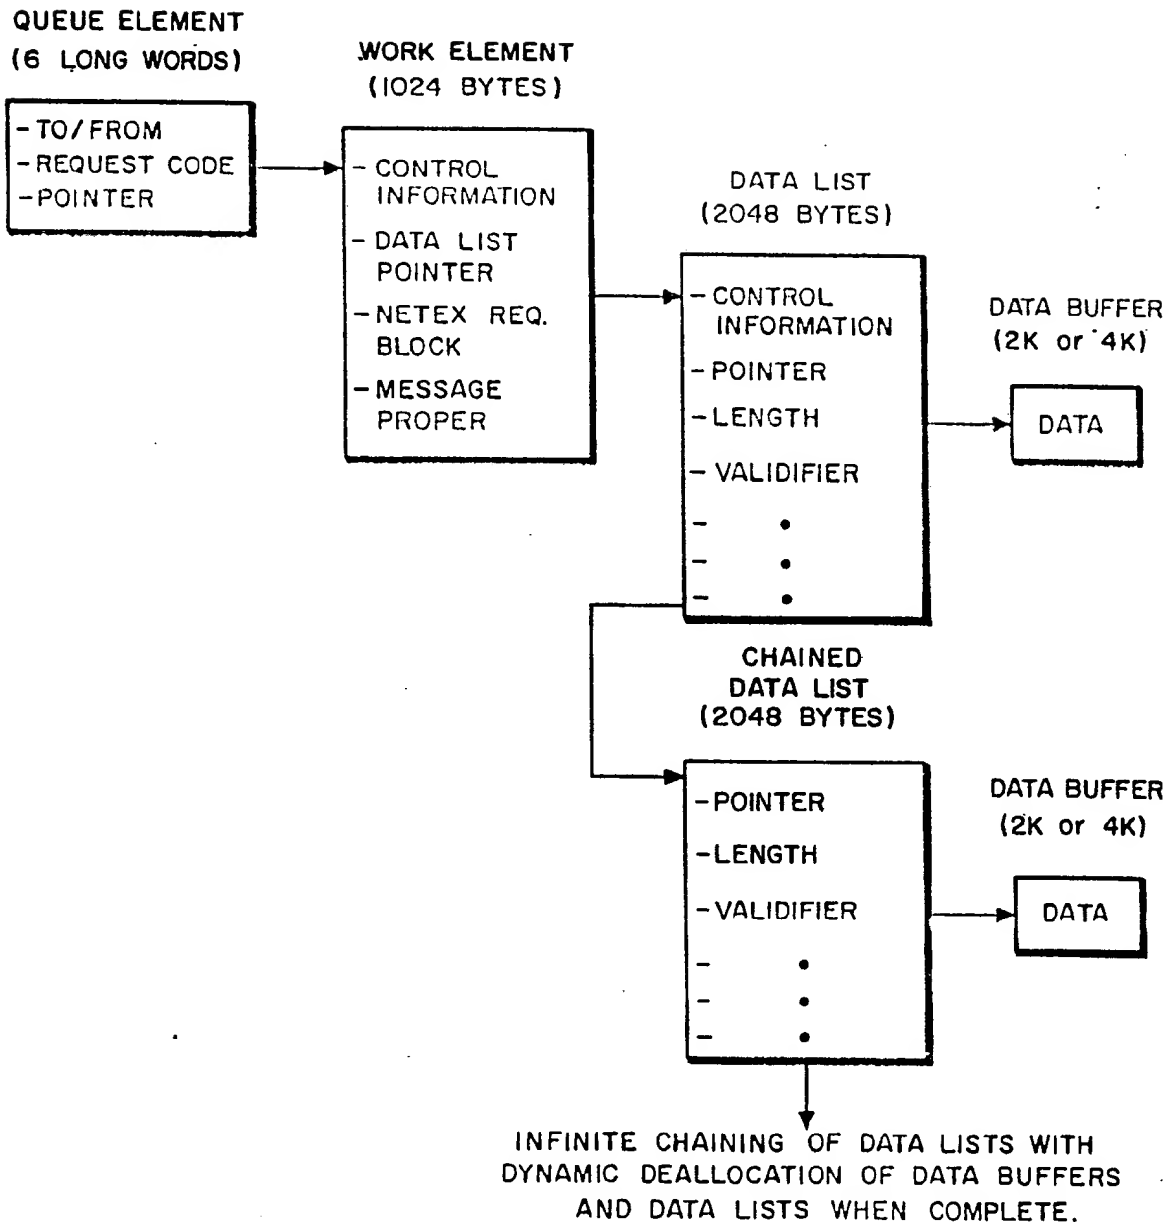 QUEUE ELEMENT
(6 LONG WORDS)
- TO/FROM
- REQUEST CODE
- POINTER
WORK ELEMENT
(1024 BYTES)
- CONTROL
INFORMATION
- DATA LIST
POINTER
- NETEX REQ.
BLOCK
- MESSAGE
PROPER
DATA LIST
(2048 BYTES)
- CONTROL
INFORMATION
- POINTER
- LENGTH
- VALIDIFIER
- •
- •
- •
DATA BUFFER
(2K or 4K)
DATA
CHAINED
DATA LIST
(2048 BYTES)
- POINTER
- LENGTH
- VALIDIFIER
- •
- •
- •
DATA BUFFER
(2K or 4K)
DATA
INFINITE CHAINING OF DATA LISTS WITH
DYNAMIC DEALLOCATION OF DATA BUFFERS
AND DATA LISTS WHEN COMPLETE.